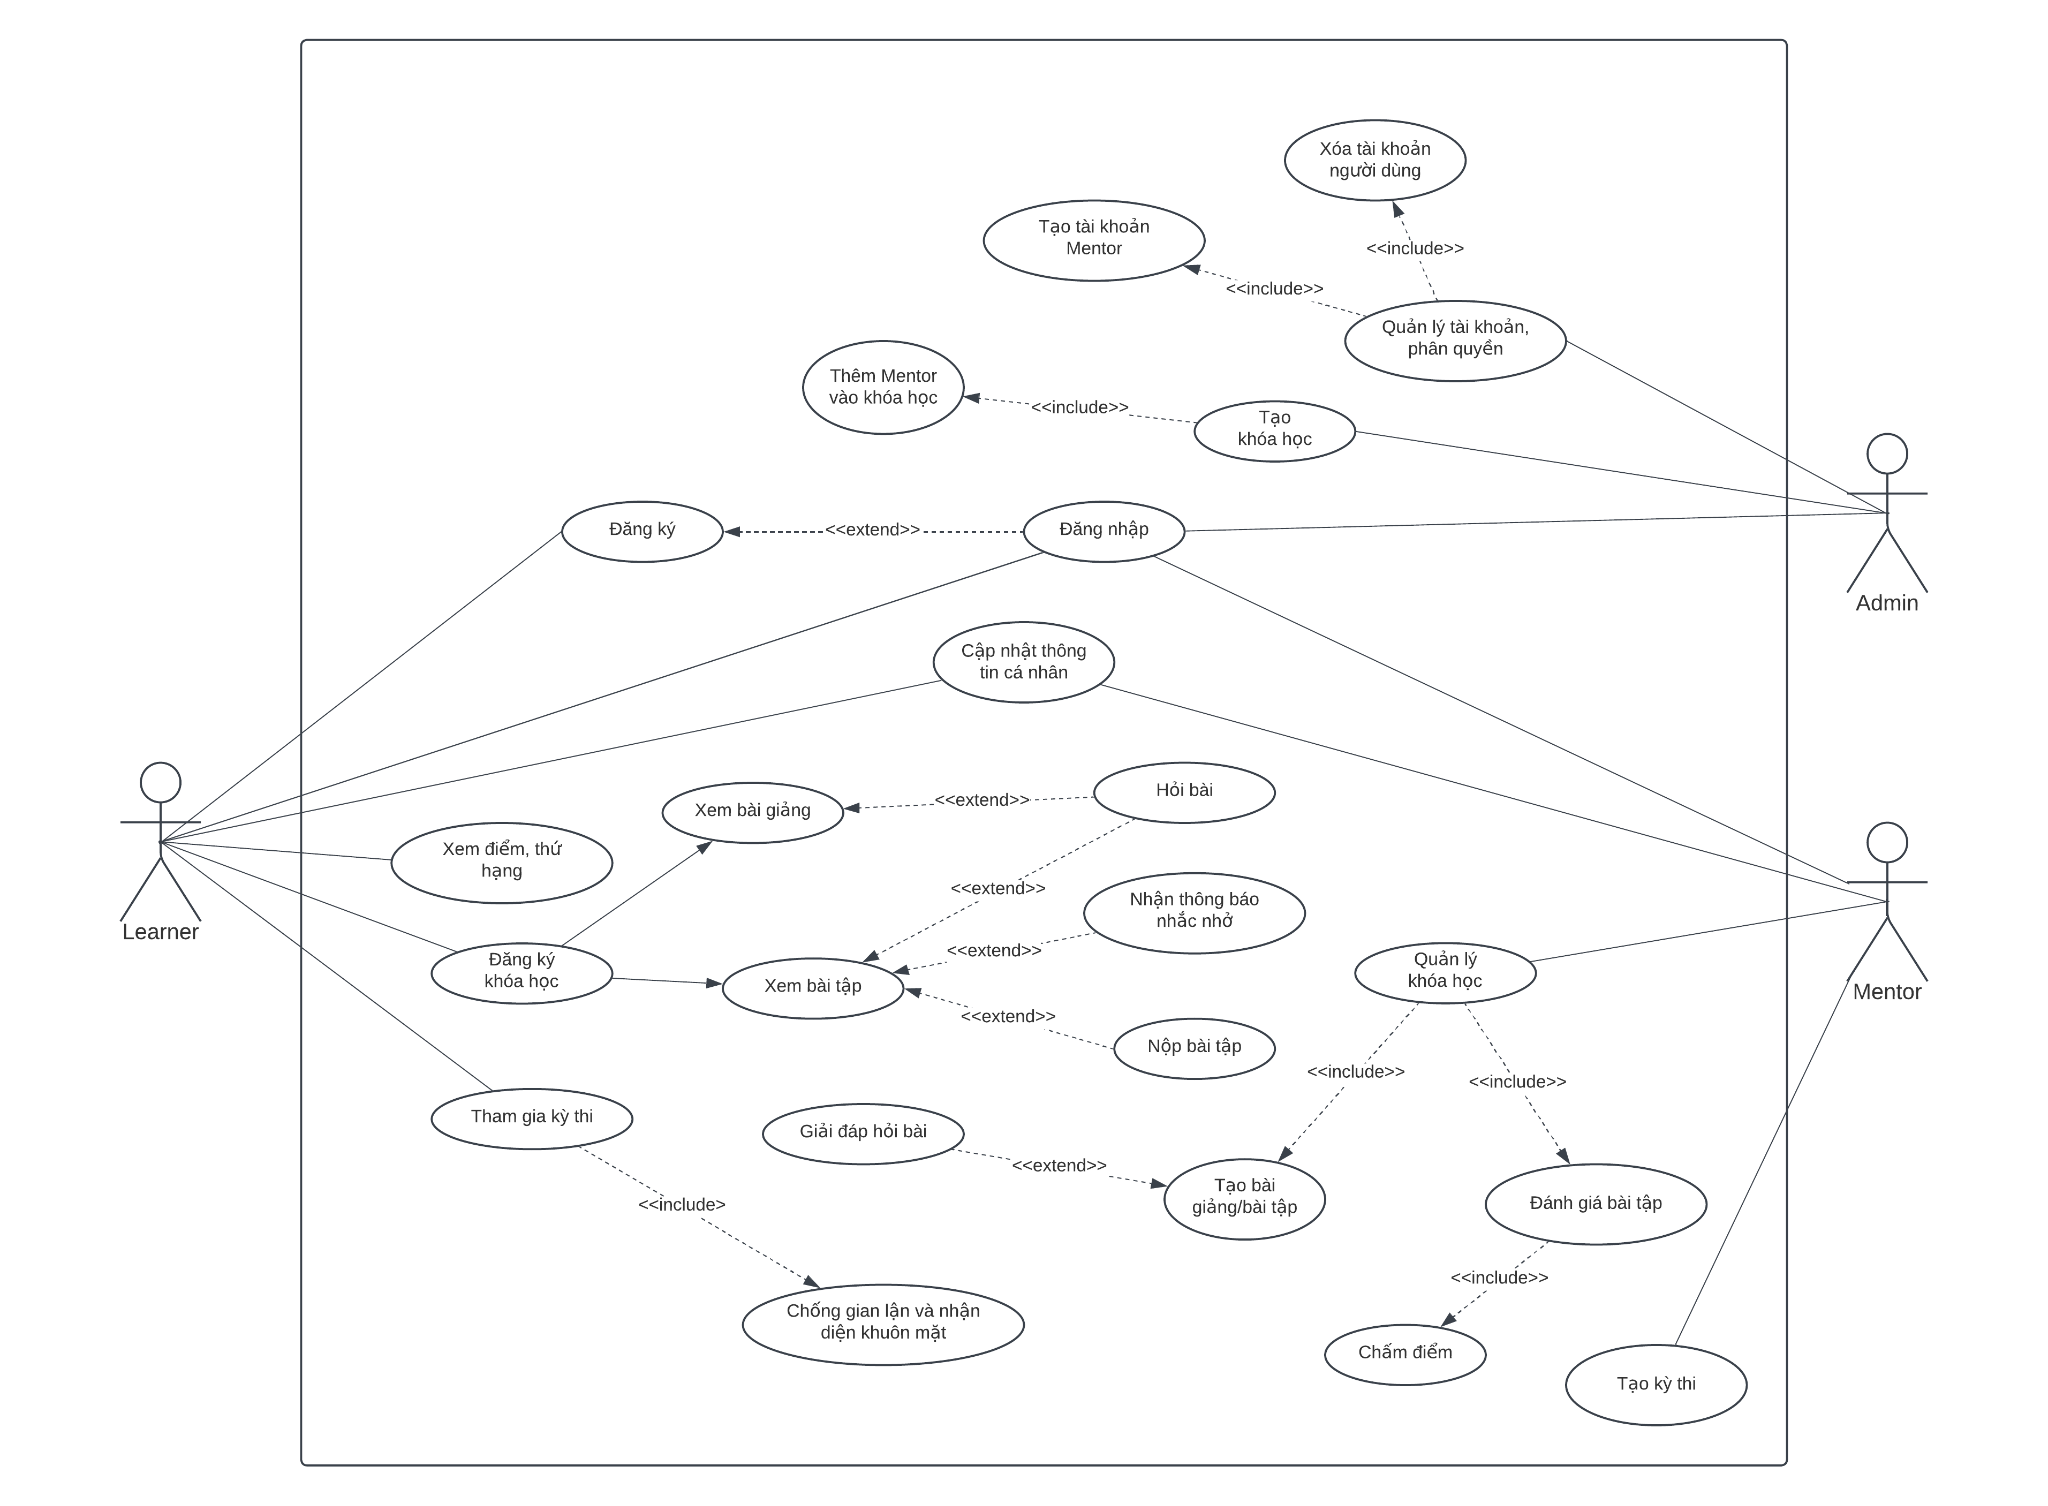 Xóa tài khoản
người dùng
Tạo tài khoản
Mentor
<<include>>
<<include>>
Quản lý tài khoản,
phân quyền
Thêm Mentor
vào khóa học
<<include>>
Tạo
khóa học
Đăng ký
<<extend>>
Đăng nhập
Admin
Cập nhật thông
tin cá nhân
Xem bài giảng
<<extend>>
Hỏi bài
Xem điểm, thứ
hạng
<<extend>>
Nhận thông báo
nhắc nhở
Learner
<<extend>>
Đăng ký
khóa học
Xem bài tập
Quản lý
khóa học
Mentor
<<extend>>
Nộp bài tập
<<include>>
<<include>>
Tham gia kỳ thi
Giải đáp hỏi bài
<<extend>>
Tạo bài
giảng/bài tập
Đánh giá bài tập
<<include>
<<include>>
Chống gian lận và nhận
diện khuôn mặt
Chấm điểm
Tạo kỳ thi